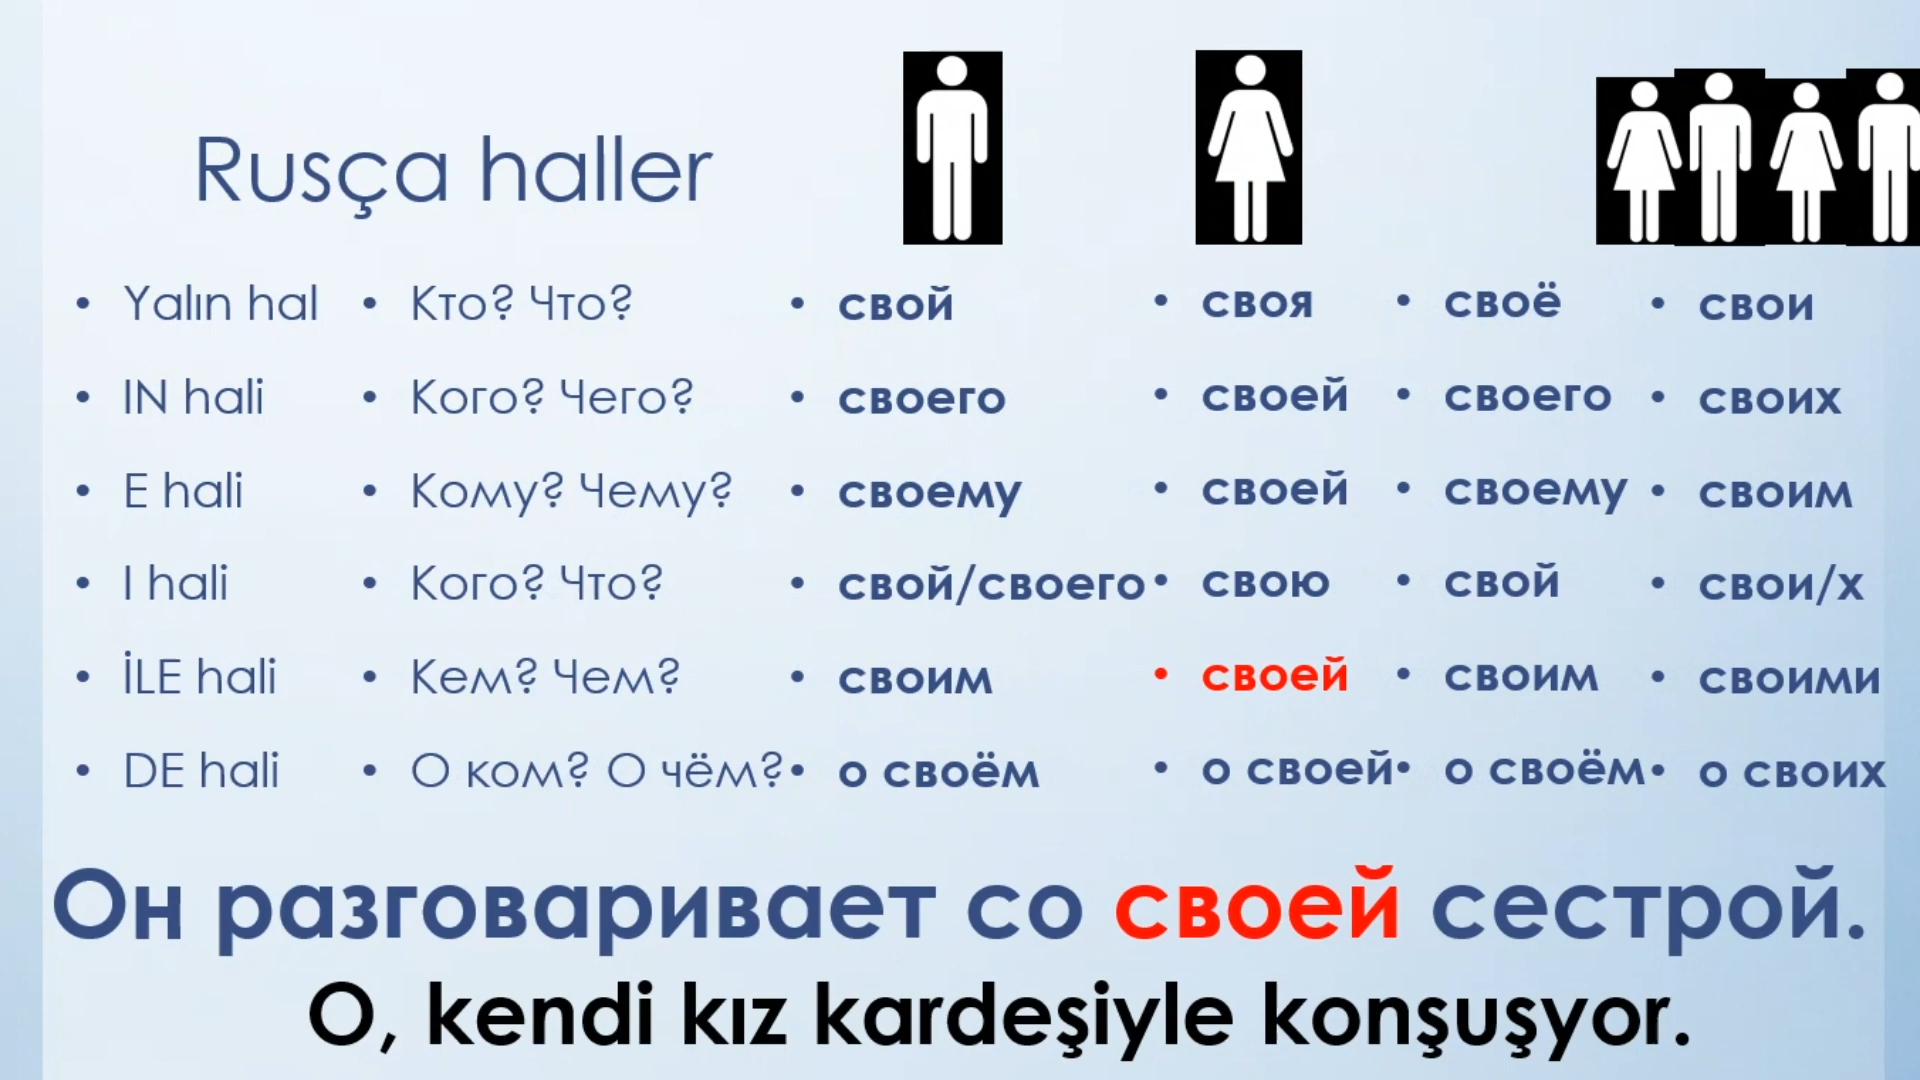 Rusça haller
• Yalın hal • Кто? Что? • свой • своя • своё • свои
• IN hali • Кого? Чего? • своего • своей • своего • своих
• E hali • Кому? Чему? • своему • своей • своему • своим
• I hali • Кого? Что? • свой/своего • свою • свой • свои/х
• İLE hali • Кем? Чем? • своим • своей • своим • своими
• DE hali • О ком? О чём? • о своём • о своей • о своём • о своих
Он разговаривает со своей сестрой.
O, kendi kız kardeşiyle konşuşyor.